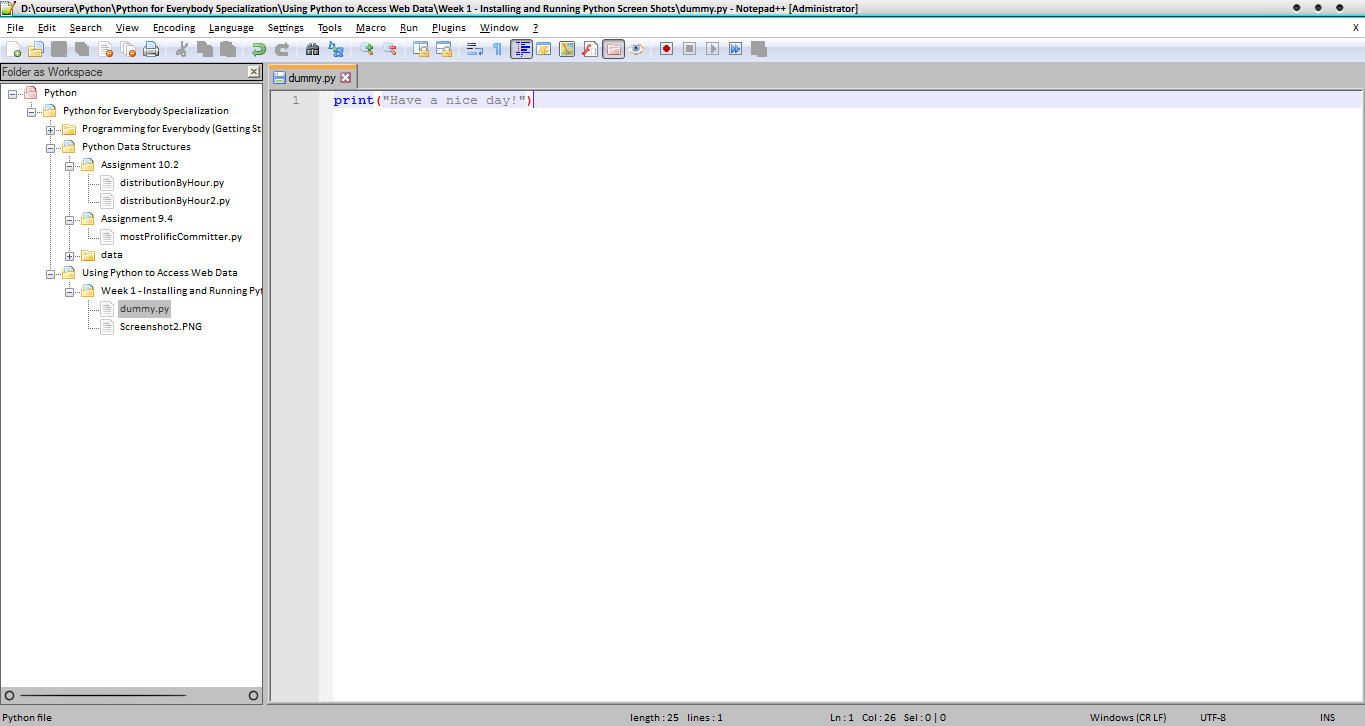 D:\coursera\Python\Python for Everybody Specialization\Using Python to Access Web Data\Week 1 - Installing and Running Python Screen Shots\dummy.py - Notepad++ [Administrator]
File Edit Search View Encoding Language Settings Tools Macro Run Plugins Window ? X
Folder as Workspace
dummy.py
Python
Python for Everybody Specialization
Programming for Everybody (Getting St
Python Data Structures
Assignment 10.2
distributionByHour.py
distributionByHour2.py
Assignment 9.4
mostProlificCommitter.py
data
Using Python to Access Web Data
Week 1 - Installing and Running Pyt
dummy.py
Screenshot2.PNG
1 print("Have a nice day!")
Python file length : 25 lines : 1 Ln : 1 Col : 26 Sel : 0 | 0 Windows (CR LF) UTF-8 INS